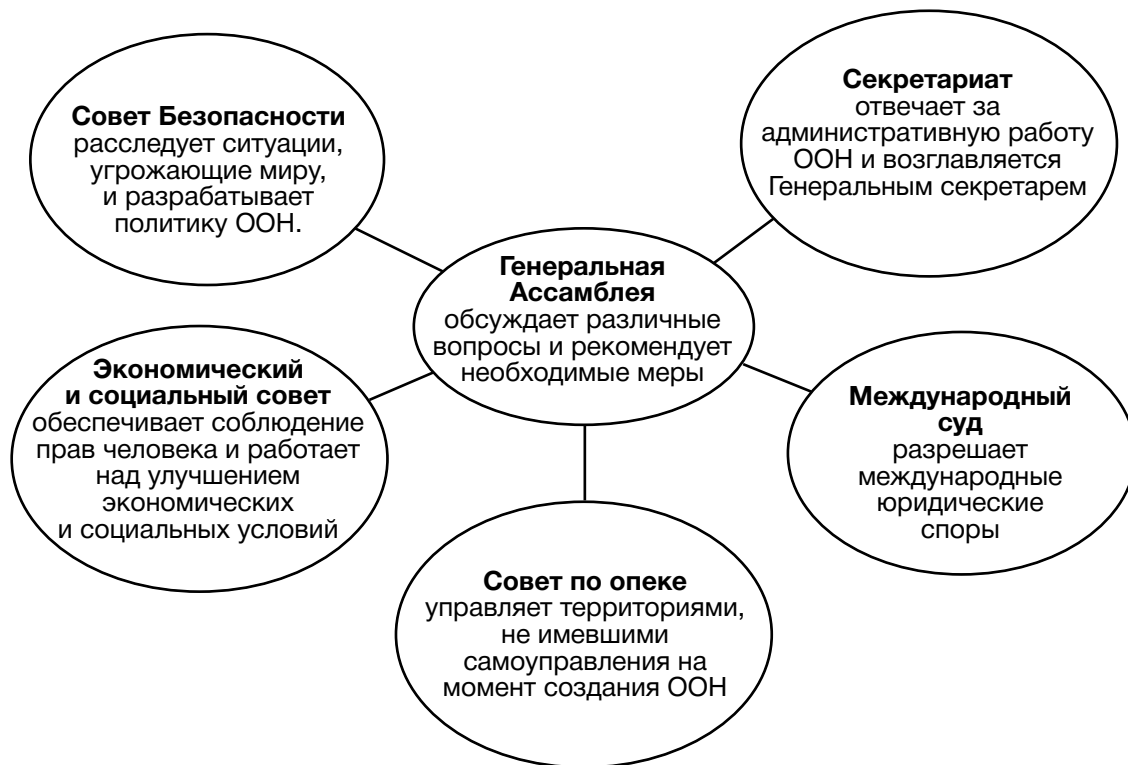 Совет Безопасности
расследует ситуации,
угрожающие миру,
и разрабатывает
политику ООН.
Секретариат
отвечает за
административную работу
ООН и возглавляется
Генеральным секретарем
Генеральная
Ассамблея
обсуждает различные
вопросы и рекомендует
необходимые меры
Экономический
и социальный совет
обеспечивает соблюдение
прав человека и работает
над улучшением
экономических
и социальных условий
Международный
суд
разрешает
международные
юридические
споры
Совет по опеке
управляет территориями,
не имевшими
самоуправления на
момент создания ООН